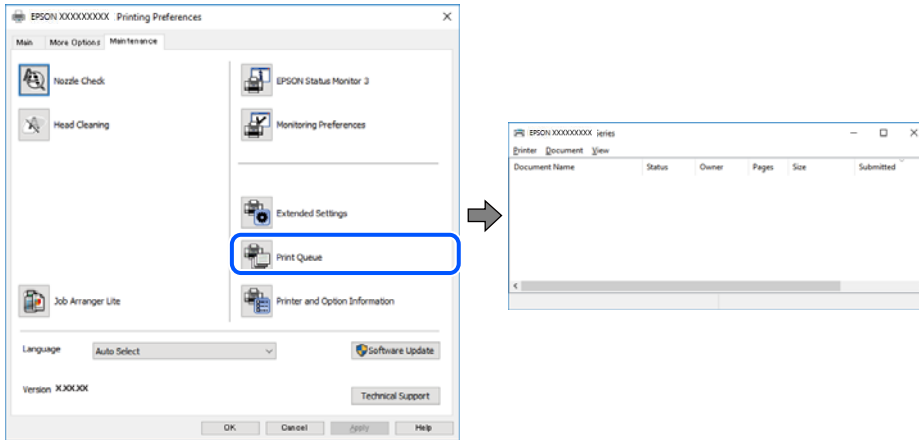 EPSON XXXXXXXXX Printing Preferences
Main More Options Maintenance
Nozzle Check
EPSON Status Monitor 3
Head Cleaning
Monitoring Preferences
Extended Settings
Print Queue
Job Arranger Lite
Printer and Option Information
Language Auto Select
Software Update
Version X.XX.XX
Technical Support
OK Cancel Apply Help
EPSON XXXXXXXXX eries
Printer Document View
Document Name Status Owner Pages Size Submitted